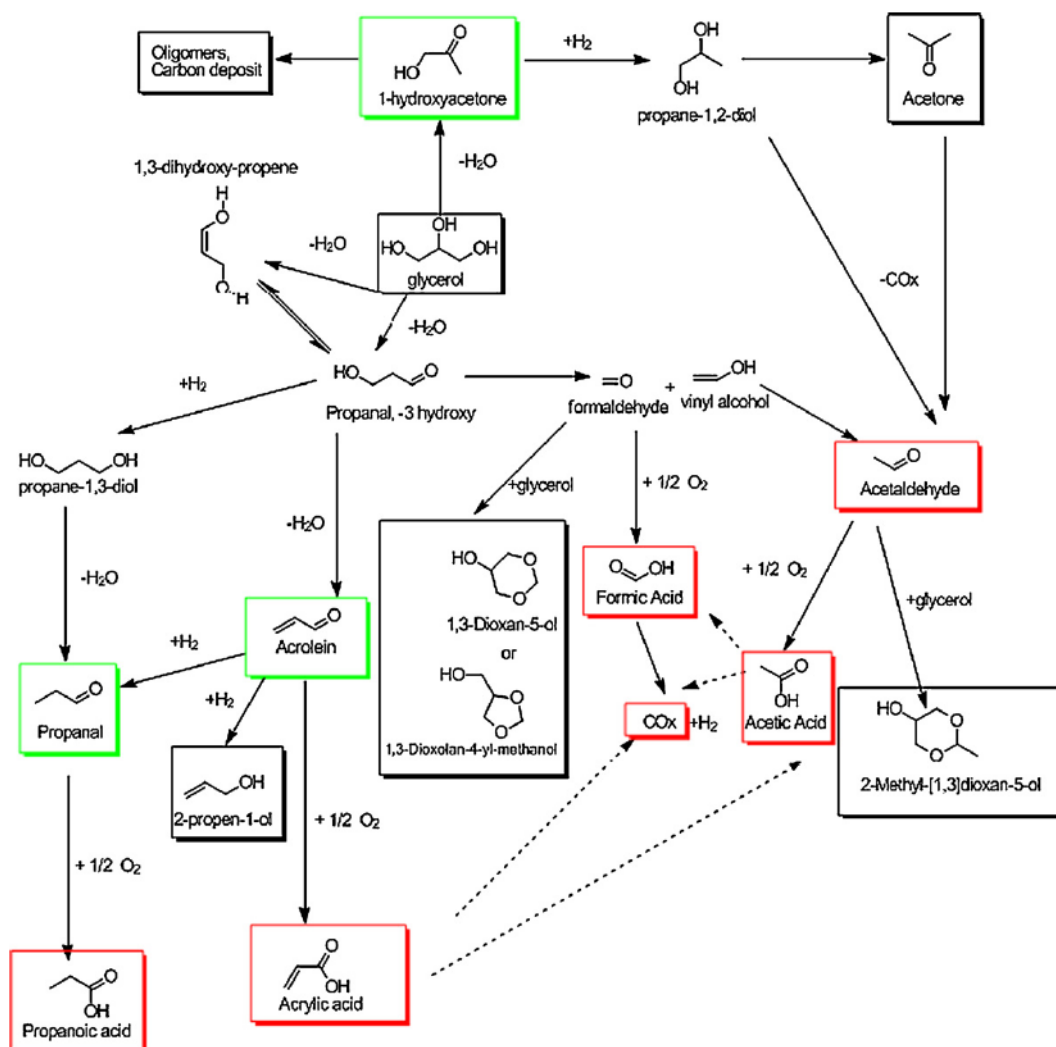 Oligomers,
Carbon deposit
O
HO
1-hydroxyacetone
+H2
OH
OH
propane-1,2-diol
O
Acetone
-H2O
1,3-dihydroxy-propene
H
O
O
H
-H2O
OH
HO
OH
glycerol
-H2O
-COx
+H2
HO
O
Propanal, -3 hydroxy
=O
formaldehyde
+
OH
vinyl alcohol
HO
OH
propane-1,3-diol
O
Acetaldehyde
+glycerol
+ 1/2 O2
-H2O
-H2O
HO
O
O
1,3-Dioxan-5-ol
or
HO
O
O
1,3-Dioxolan-4-yl-methanol
O
OH
Formic Acid
+ 1/2 O2
+glycerol
+H2
O
Acrolein
O
Propanal
+H2
OH
2-propen-1-ol
COx
+H2
O
OH
Acetic Acid
HO
O
O
2-Methyl-[1,3]dioxan-5-ol
+ 1/2 O2
+ 1/2 O2
O
OH
Propanoic acid
O
OH
Acrylic acid